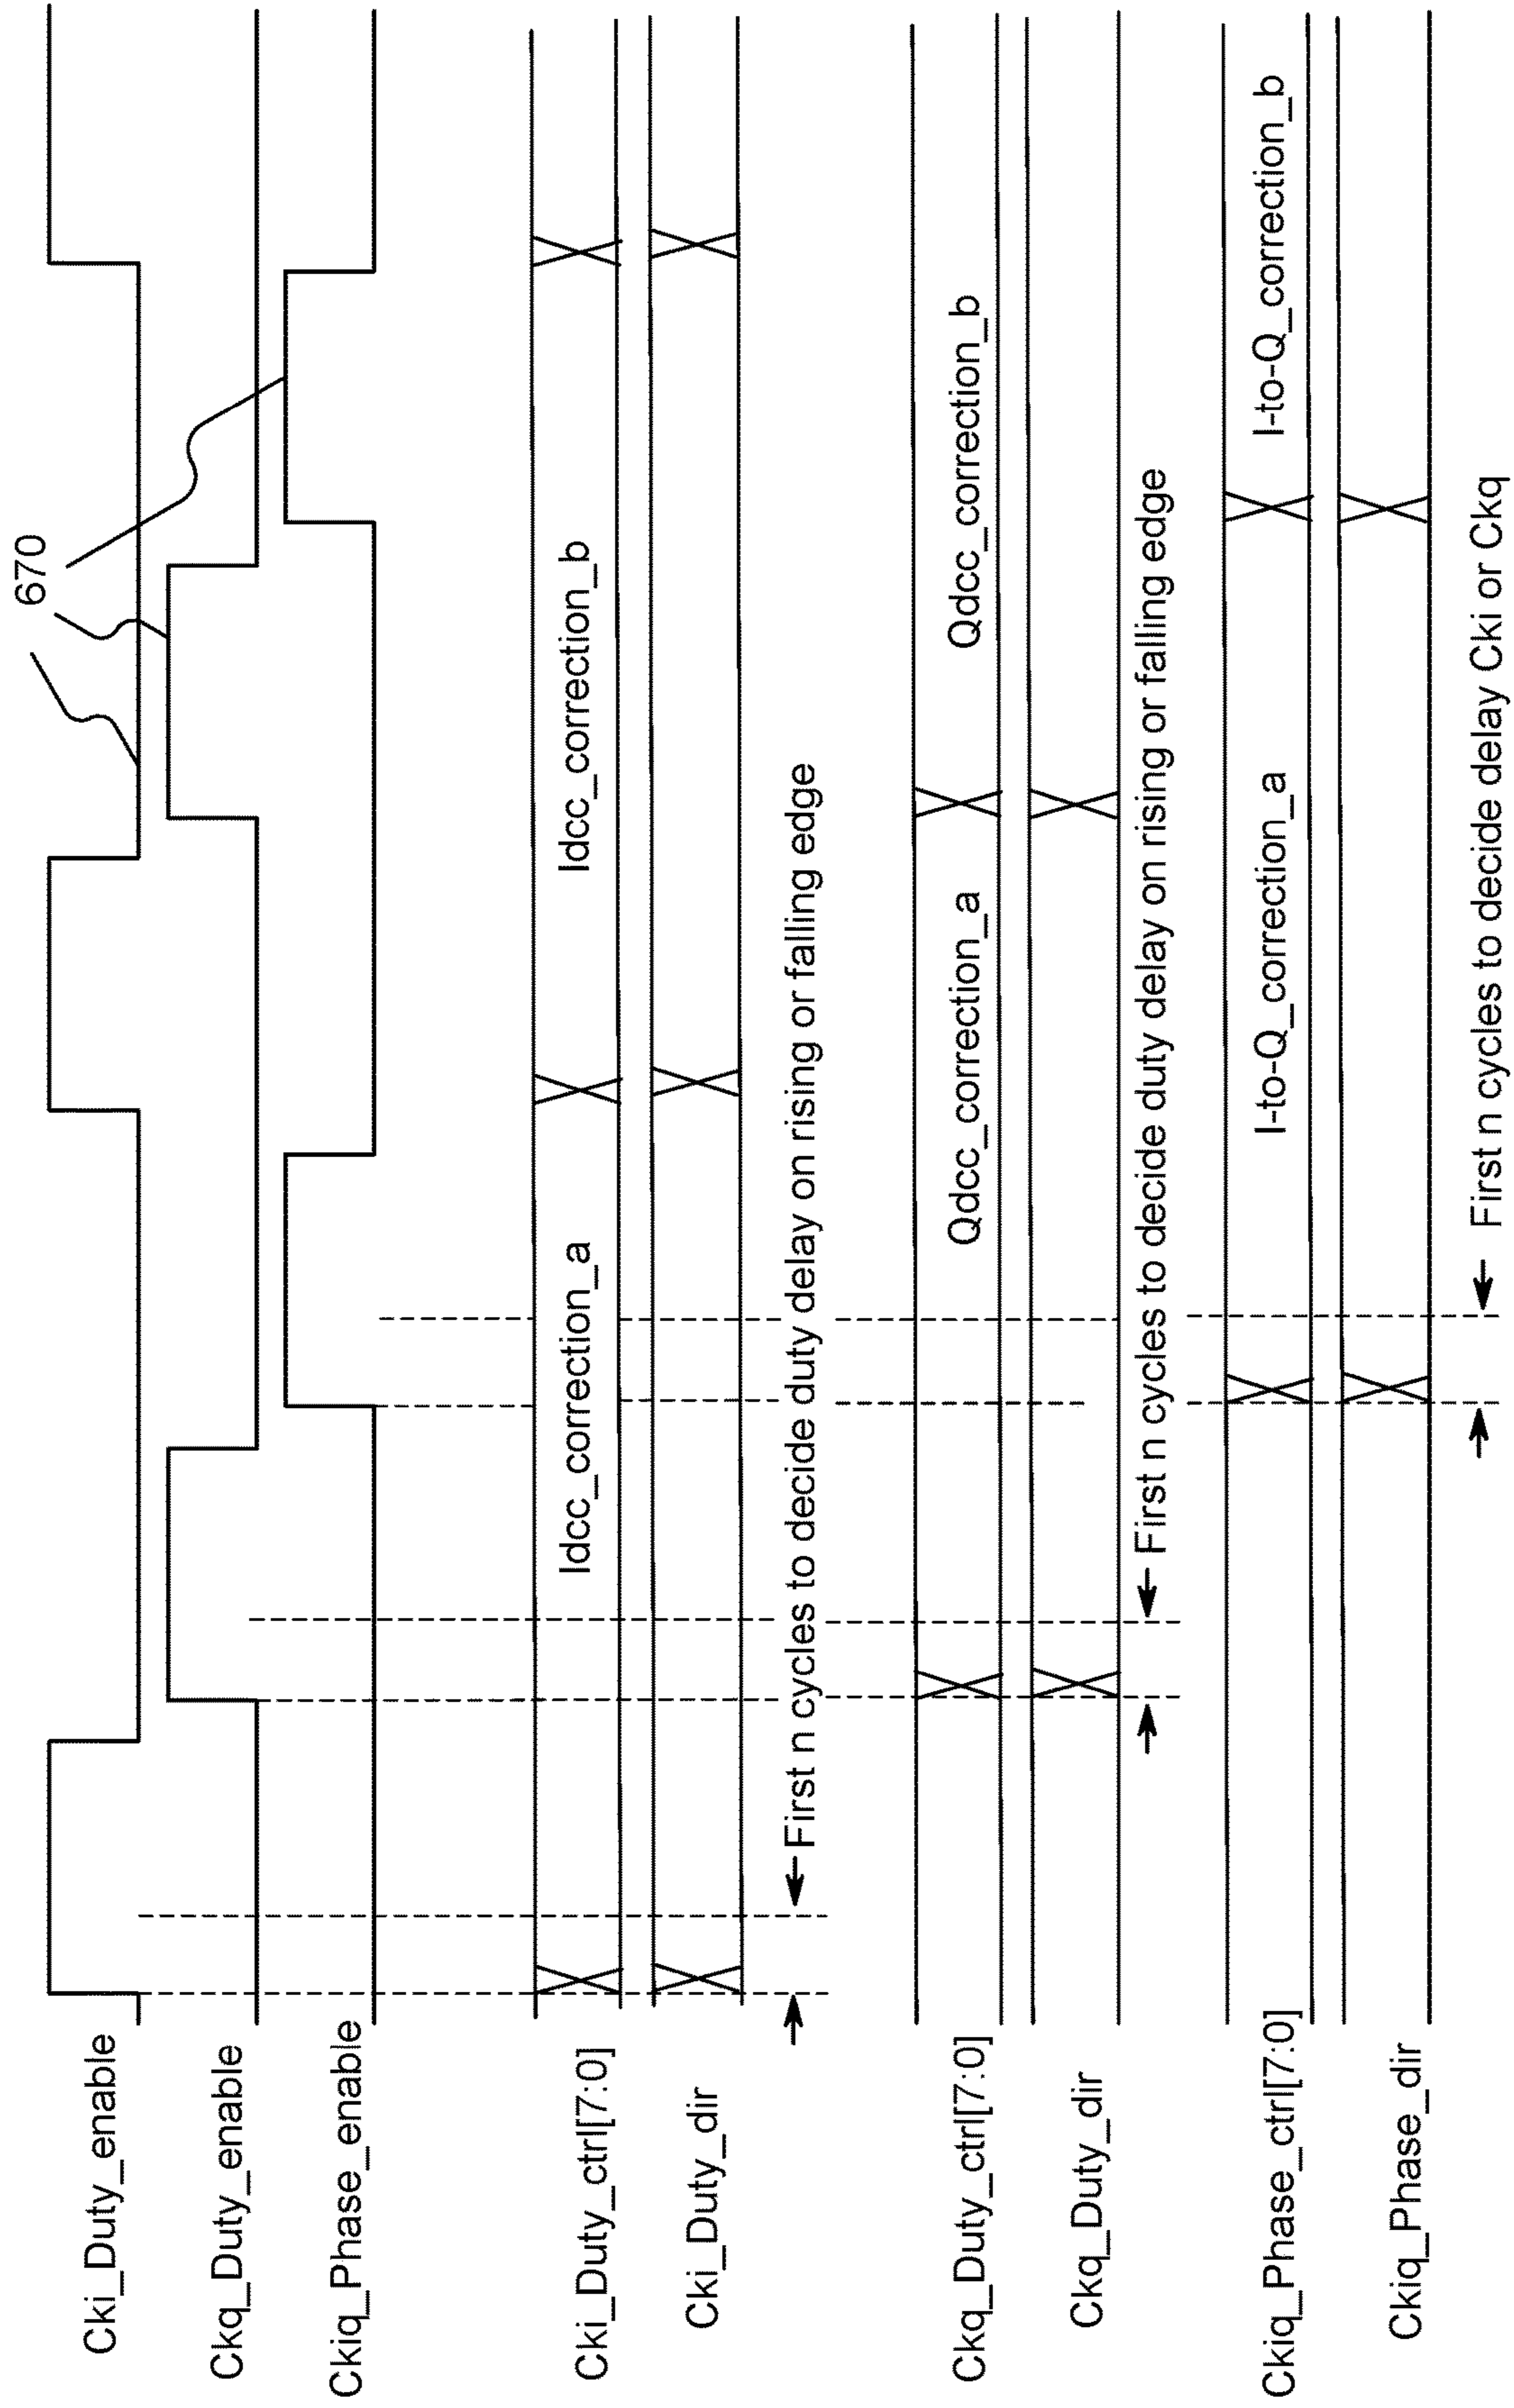 670
Cki_Duty_enable
Ckq_Duty_enable
Ckiq_Phase_enable
Cki_Duty_ctrl[7:0]
Idcc_correction_a
Idcc_correction_b
Cki_Duty_dir
First n cycles to decide duty delay on rising or falling edge
Ckq_Duty_ctrl[7:0]
Qdcc_correction_a
Qdcc_correction_b
Ckq_Duty_dir
First n cycles to decide duty delay on rising or falling edge
Ckiq_Phase_ctrl[7:0]
I-to-Q_correction_a
I-to-Q_correction_b
Ckiq_Phase_dir
First n cycles to decide delay Cki or Ckq